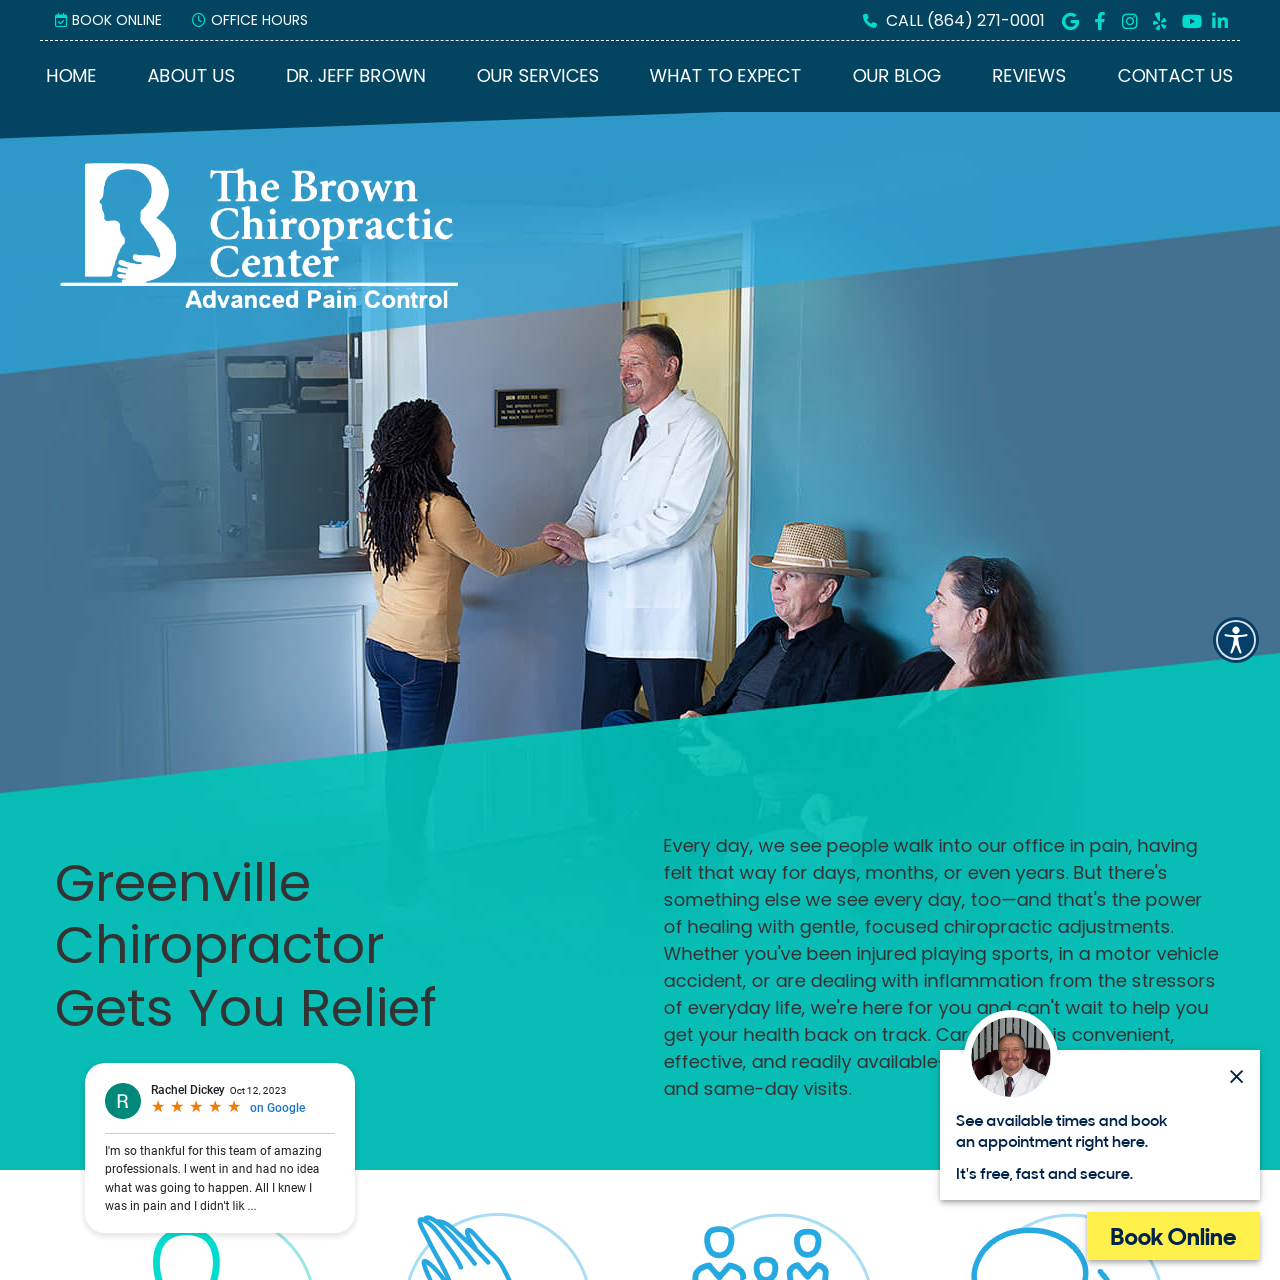 BOOK ONLINE
OFFICE HOURS
CALL (864) 271-0001
HOME
ABOUT US
DR. JEFF BROWN
OUR SERVICES
WHAT TO EXPECT
OUR BLOG
REVIEWS
CONTACT US
The Brown
Chiropractic
Center
Advanced Pain Control
Greenville
Chiropractor
Gets You Relief
Every day, we see people walk into our office in pain, having
felt that way for days, months, or even years. But there's
something else we see every day, too—and that's the power
of healing with gentle, focused chiropractic adjustments.
Whether you've been injured playing sports, in a motor vehicle
accident, or are dealing with inflammation from the stressors
of everyday life, we're here for you and can't wait to help you
get your health back on track. Car is convenient,
effective, and readily available
and same-day visits.
R
Rachel Dickey Oct 12, 2023
on Google
I'm so thankful for this team of amazing
professionals. I went in and had no idea
what was going to happen. All I knew I
was in pain and I didn't lik ...
See available times and book
an appointment right here.
It's free, fast and secure.
Book Online